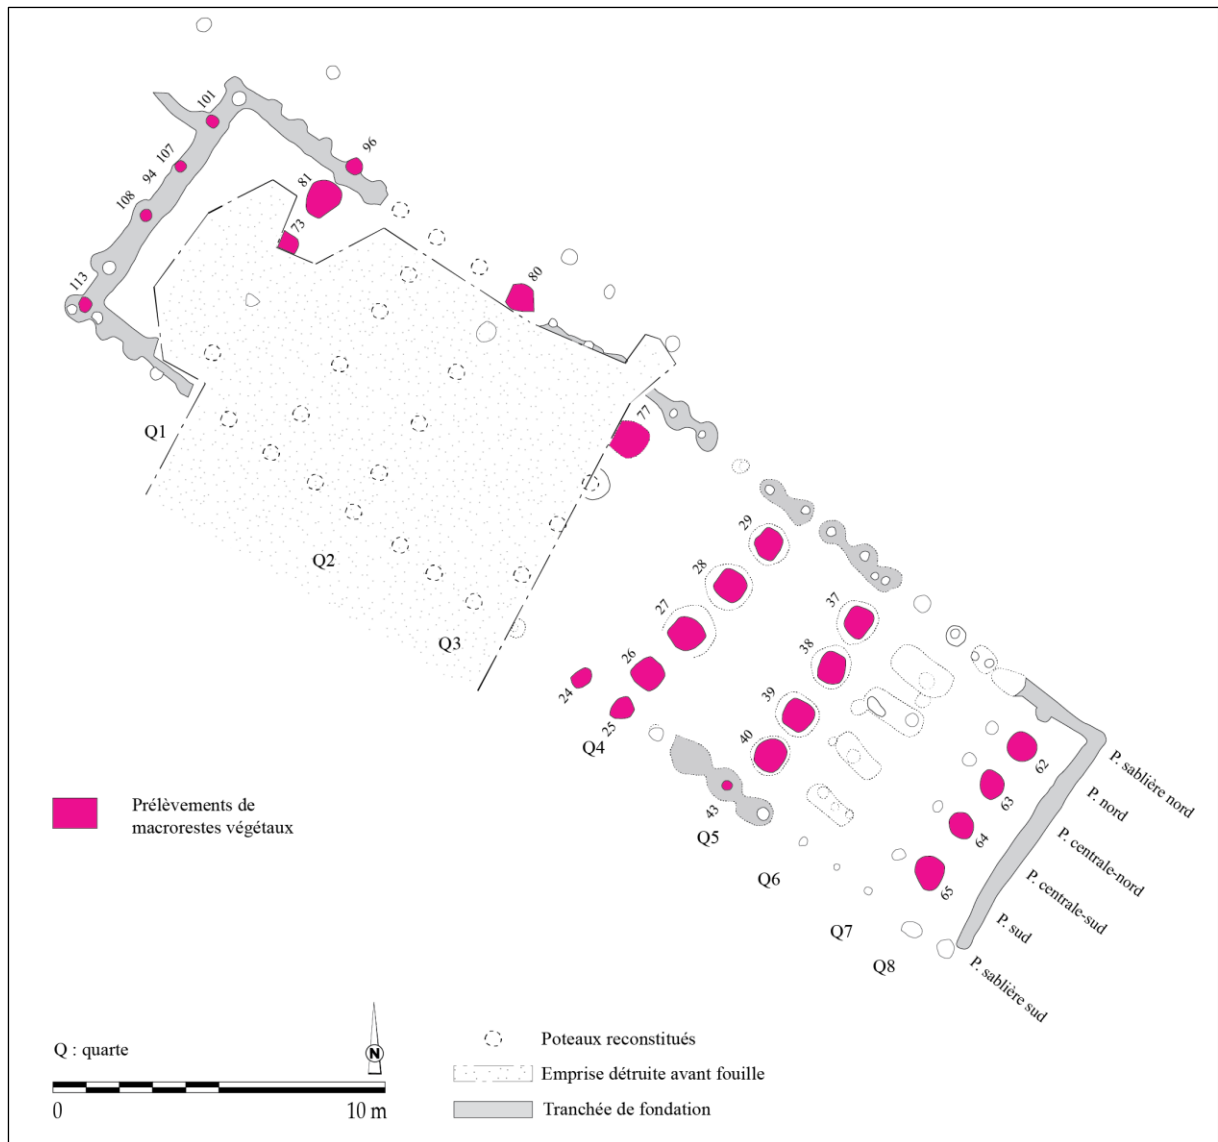 101
96
107
94
81
108
73
113
80
Q1
77
29
Q2
28
37
27
Q3
38
26
24
39
25
Q4
40
62
P. sablière nord
63
P. nord
43
64
P. centrale-nord
Q5
65
P. centrale-sud
Q6
P. sud
Q7
Q8
P. sablière sud
Prélèvements de
macrorestes végétaux
Q : quarte
N
0
10 m
Poteaux reconstitués
Emprise détruite avant fouille
Tranchée de fondation